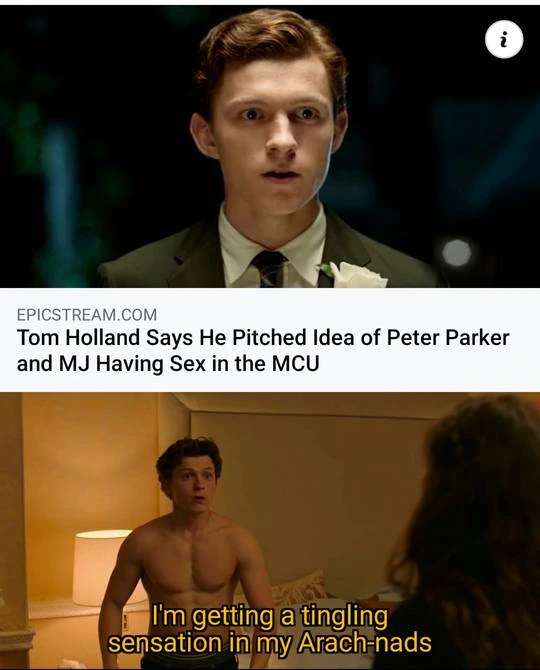 i
EPICSTREAM.COM
Tom Holland Says He Pitched Idea of Peter Parker
and MJ Having Sex in the MCU
I'm getting a tingling
sensation in my Arach-nads